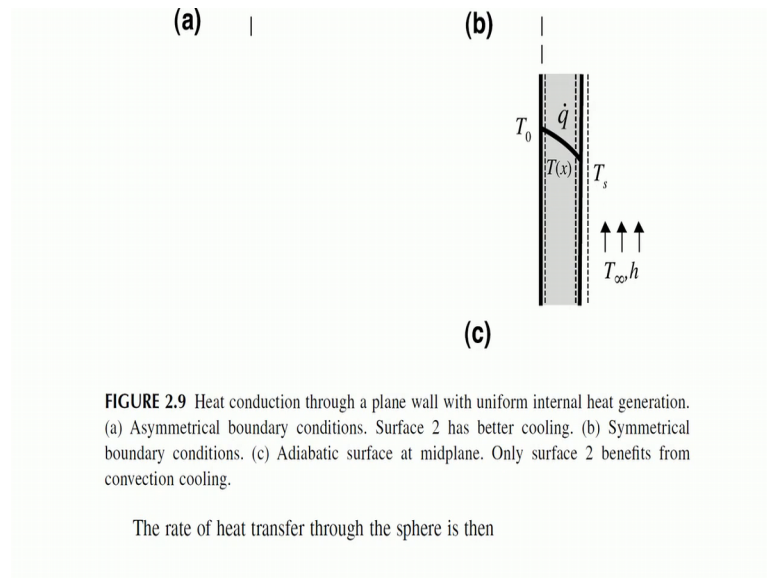 (a) (b)
q̇
T₀
T(x) Tₛ
T∞, h
(c)
FIGURE 2.9 Heat conduction through a plane wall with uniform internal heat generation.
(a) Asymmetrical boundary conditions. Surface 2 has better cooling. (b) Symmetrical
boundary conditions. (c) Adiabatic surface at midplane. Only surface 2 benefits from
convection cooling.
The rate of heat transfer through the sphere is then